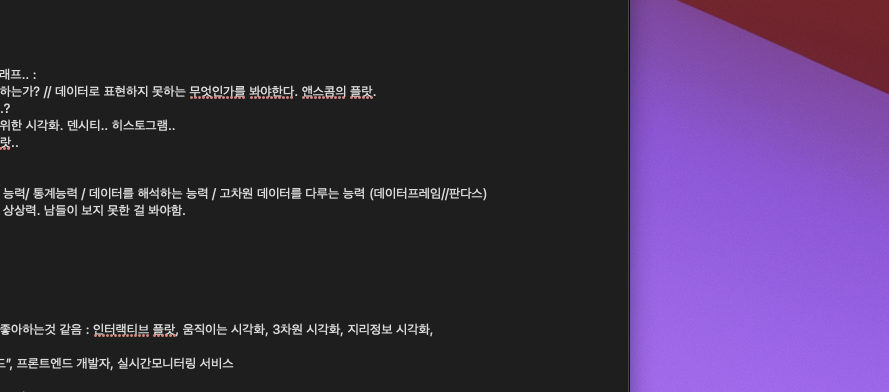 래프.. :
하는가? // 데이터로 표현하지 못하는 무엇인가를 봐야한다. 앤스콤의 플랏.
.?
위한 시각화. 덴시티.. 히스토그램..
랏..
능력/ 통계능력 / 데이터를 해석하는 능력 / 고차원 데이터를 다루는 능력 (데이터프레임//판다스)
상상력. 남들이 보지 못한 걸 봐야함.
좋아하는것 같음 : 인터랙티브 플랏, 움직이는 시각화, 3차원 시각화, 지리정보 시각화,
드”, 프론트엔드 개발자, 실시간모니터링 서비스